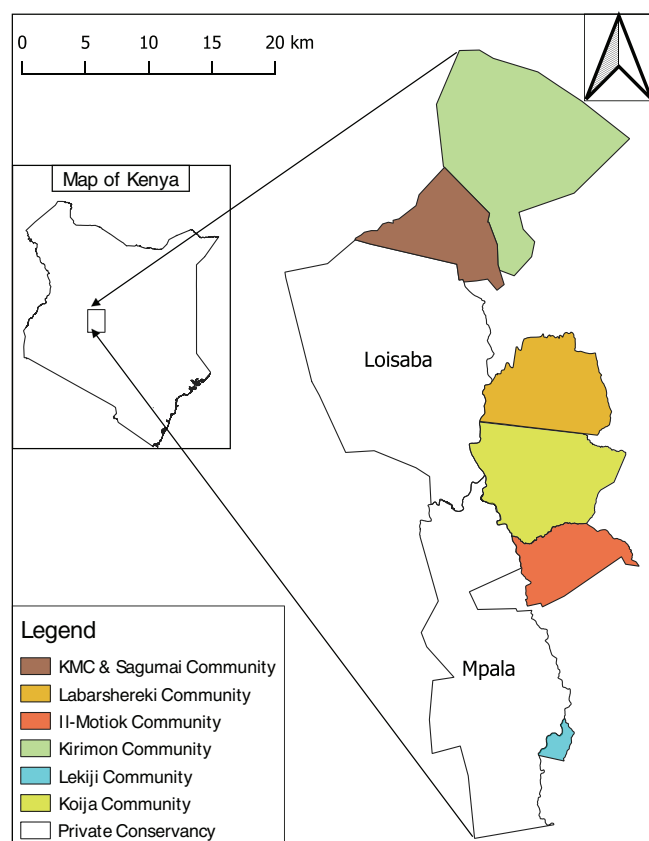 0 5 10 15 20 km
Map of Kenya
Loisaba
Mpala
Legend
KMC & Sagumai Community
Labarshereki Community
Il-Motiok Community
Kirimon Community
Lekiji Community
Koija Community
Private Conservancy